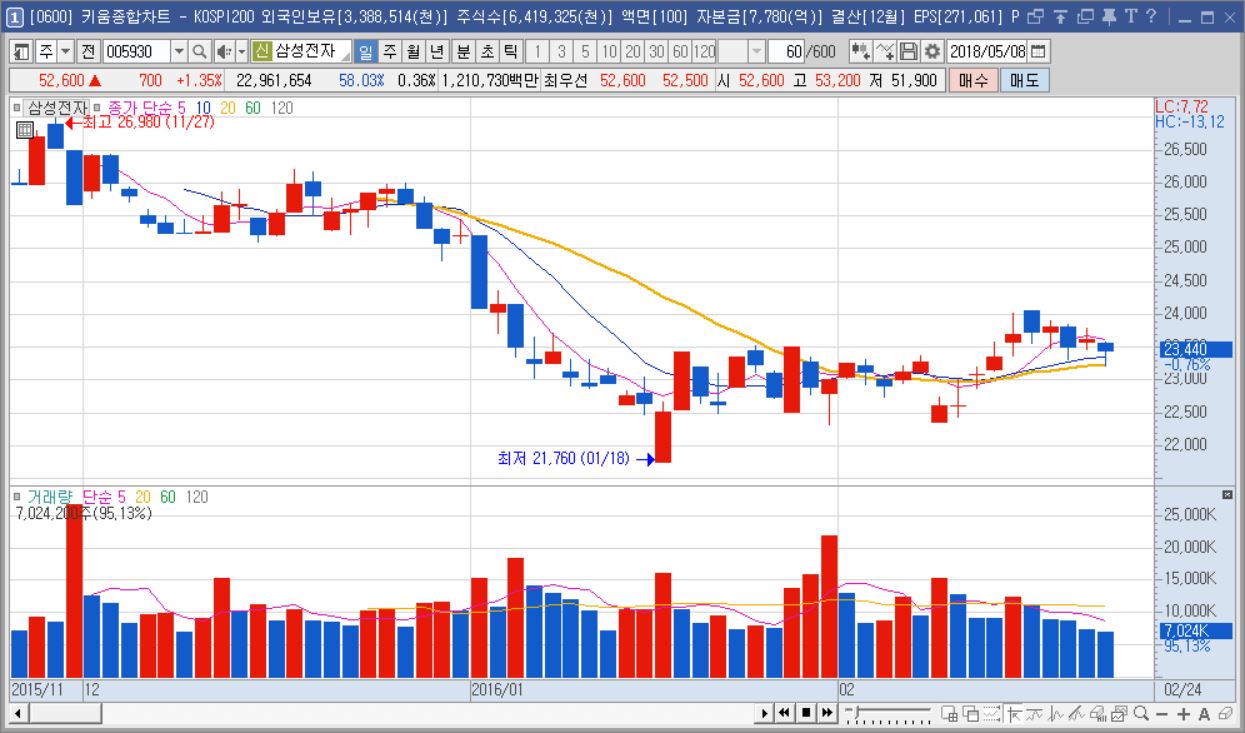 1 [0600] 키움종합차트 - KOSPI200 외국인보유[3,388,514(천)] 주식수[6,419,325(천)] 액면[100] 자본금[7,780(억)] 결산[12월] EPS[271,061] P
주 전 005930 신 삼성전자 일 주 월 년 분 초 틱 1 3 5 10 20 30 60 120 60 /600 2018/05/08
52,600 ▲ 700 +1.35% 22,961,654 58.03% 0.36% 1,210,730백만 최우선 52,600 52,500 시 52,600 고 53,200 저 51,900 매수 매도
삼성전자 종가 단순 5 10 20 60 120
LC:7,72
HC:-13,12
최고 26,980 (11/27)
26,500
26,000
25,500
25,000
24,500
24,000
23,440
-0,76%
23,000
22,500
22,000
최저 21,760 (01/18)
거래량 단순 5 20 60 120
7,024,200주(95,13%)
25,000K
20,000K
15,000K
10,000K
7,024K
95,13%
2015/11 12 2016/01 02 02/24